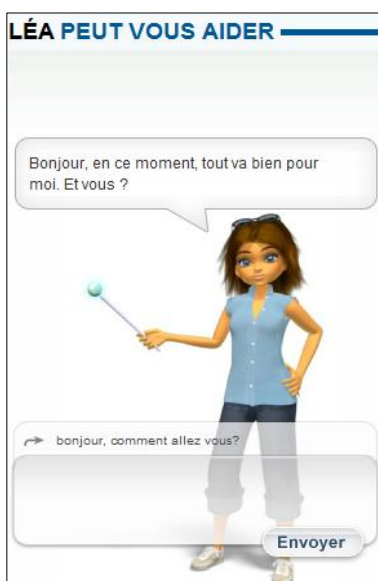 LÉA PEUT VOUS AIDER
Bonjour, en ce moment, tout va bien pour
moi. Et vous ?
bonjour, comment allez vous?
Envoyer